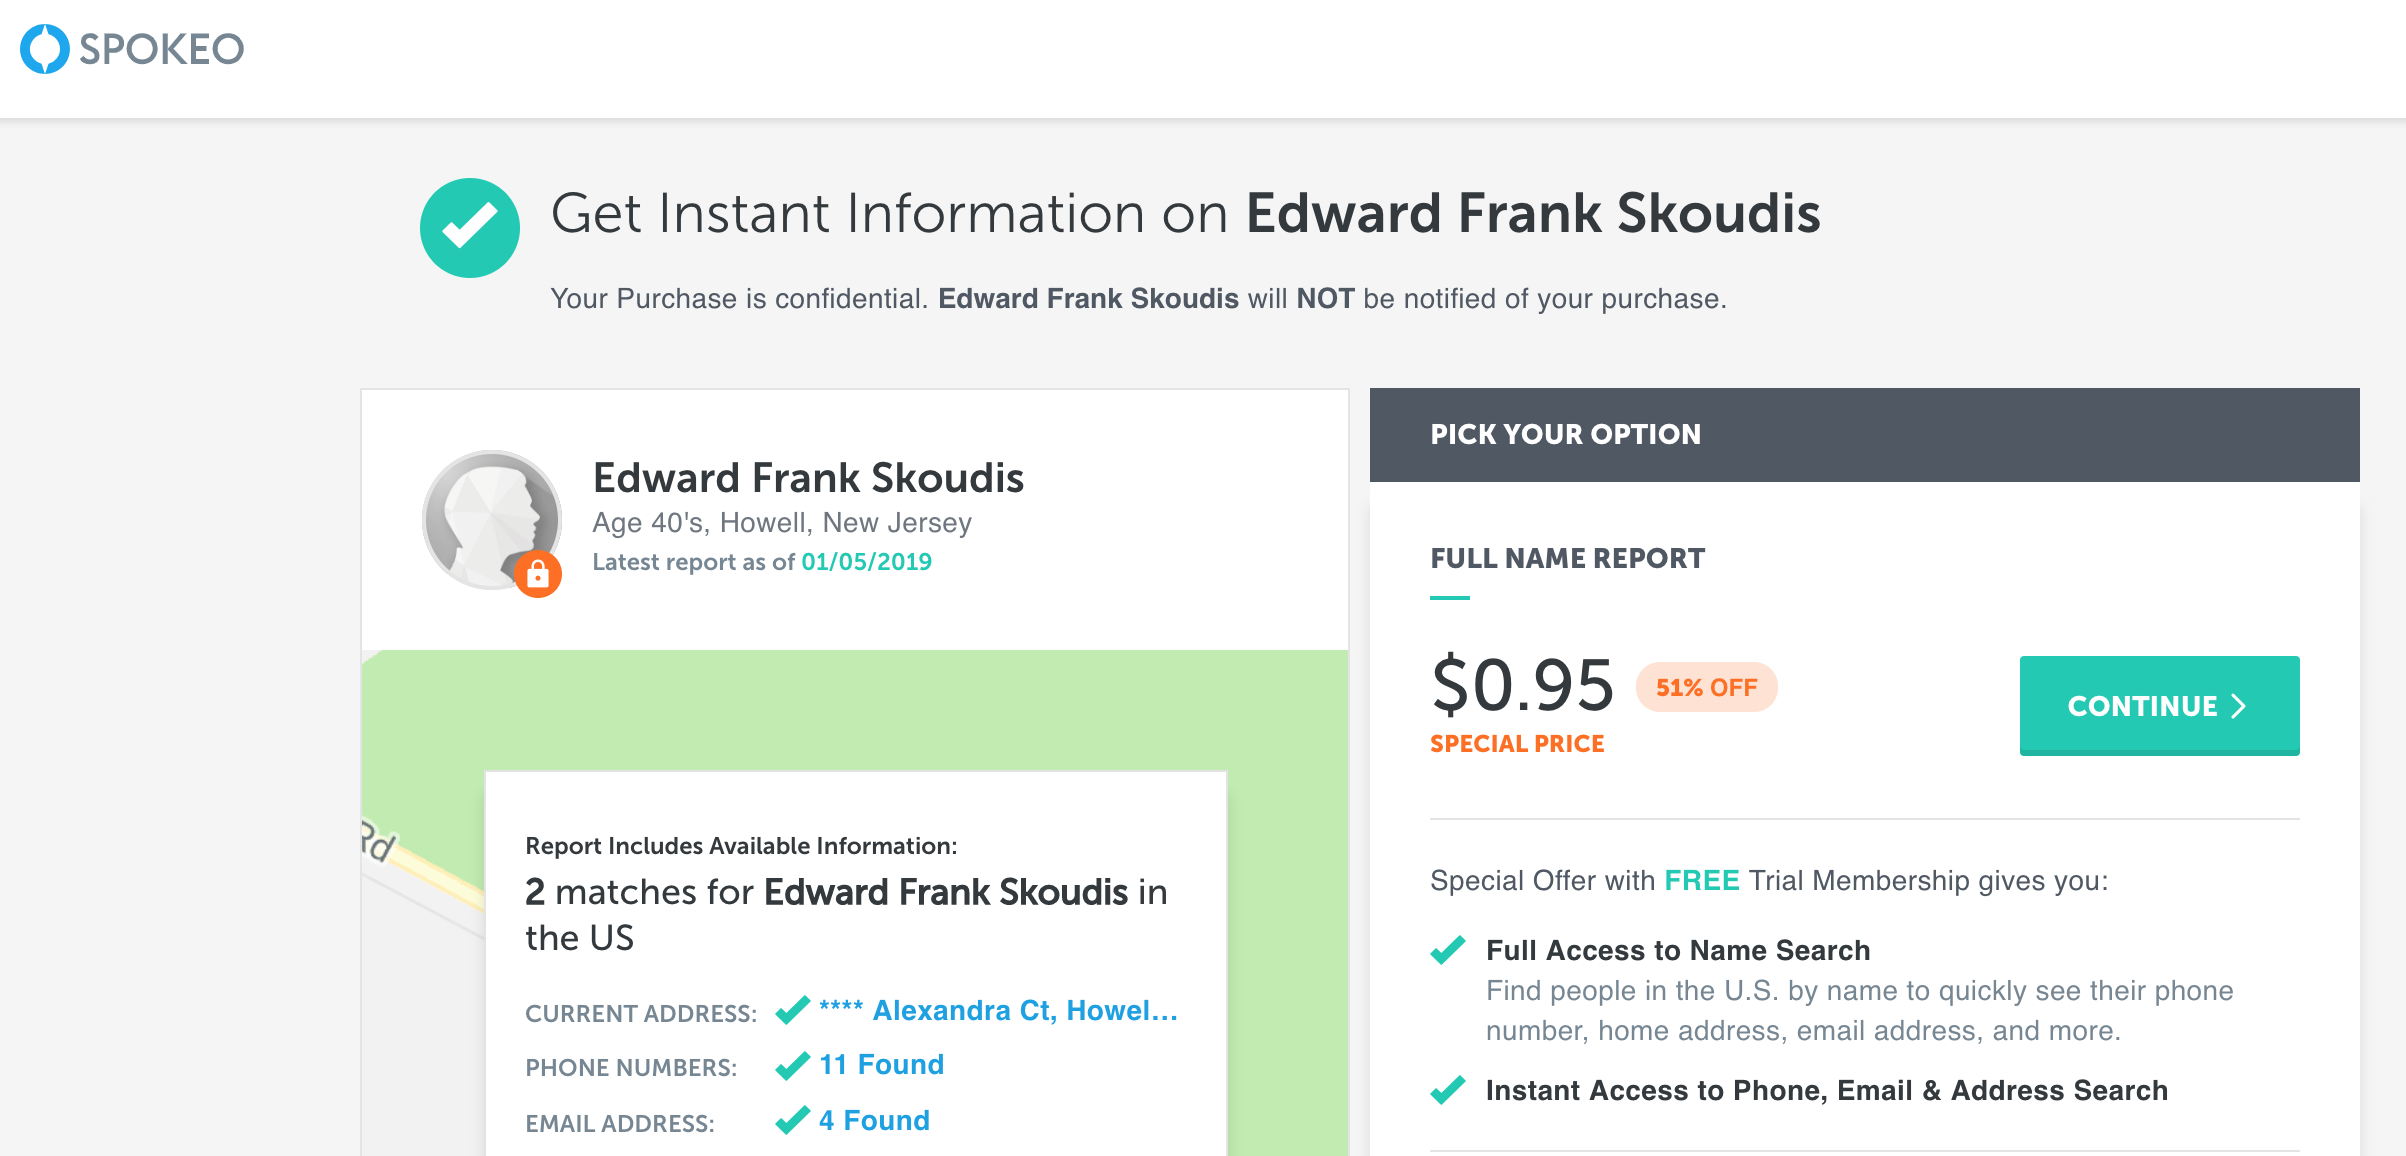 SPOKEO
Get Instant Information on Edward Frank Skoudis
Your Purchase is confidential. Edward Frank Skoudis will NOT be notified of your purchase.
Edward Frank Skoudis
Age 40's, Howell, New Jersey
Latest report as of 01/05/2019
Rd
Report Includes Available Information:
2 matches for Edward Frank Skoudis in
the US
CURRENT ADDRESS: **** Alexandra Ct, Howel...
PHONE NUMBERS: 11 Found
EMAIL ADDRESS: 4 Found
PICK YOUR OPTION
FULL NAME REPORT
$0.95 51% OFF
SPECIAL PRICE
CONTINUE
Special Offer with FREE Trial Membership gives you:
Full Access to Name Search
Find people in the U.S. by name to quickly see their phone
number, home address, email address, and more.
Instant Access to Phone, Email & Address Search